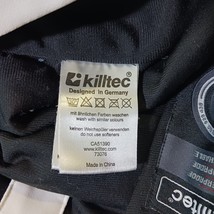 killtec
Designed in Germany
mit ähnlichen Farben waschen
wash with similar colours
keinen Weichspüler verwenden
do not use softeners
CA51390
www.killtec.com
73076
Made in China
killtec